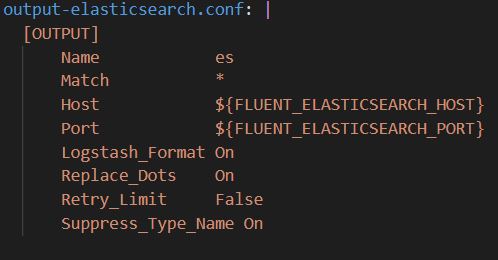 output-elasticsearch.conf: |
[OUTPUT]
Name            es
Match           *
Host            ${FLUENT_ELASTICSEARCH_HOST}
Port            ${FLUENT_ELASTICSEARCH_PORT}
Logstash_Format On
Replace_Dots    On
Retry_Limit     False
Suppress_Type_Name On